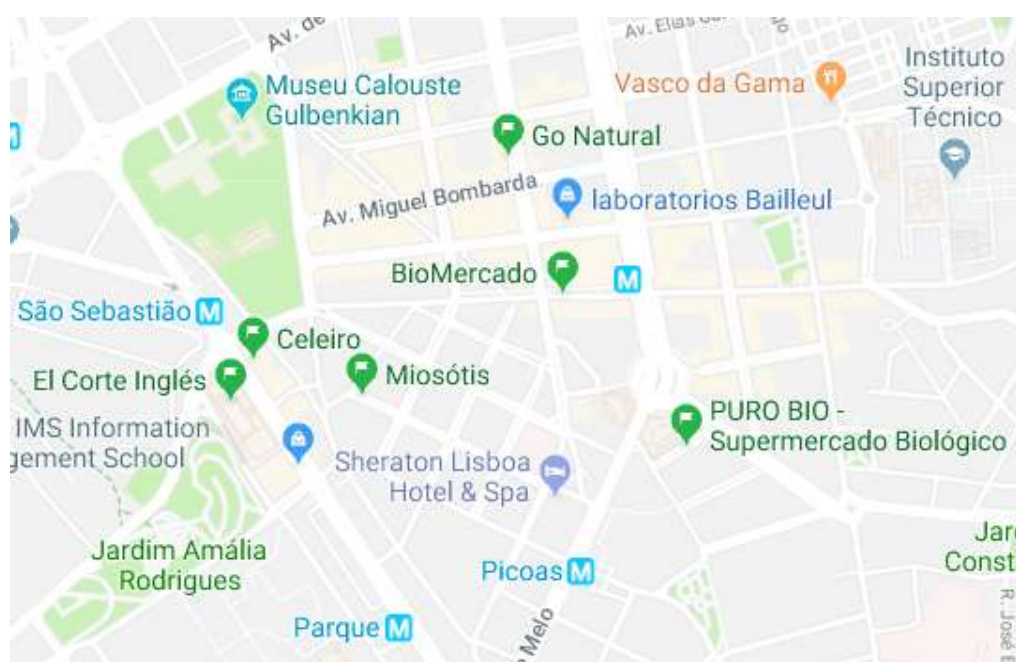 Av. de
Av. Elias
Museu Calouste
Gulbenkian
Vasco da Gama
Instituto
Superior
Técnico
M
Go Natural
Av. Miguel Bombarda
laboratorios Bailleul
BioMercado
M
São Sebastião M
Celeiro
El Corte Inglés
Miosótis
IMS Information
gement School
PURO BIO -
Supermercado Biológico
Sheraton Lisboa
Hotel & Spa
Jardim Amália
Rodrigues
Jar
Const
Picoas M
Parque M
Melo
R. José